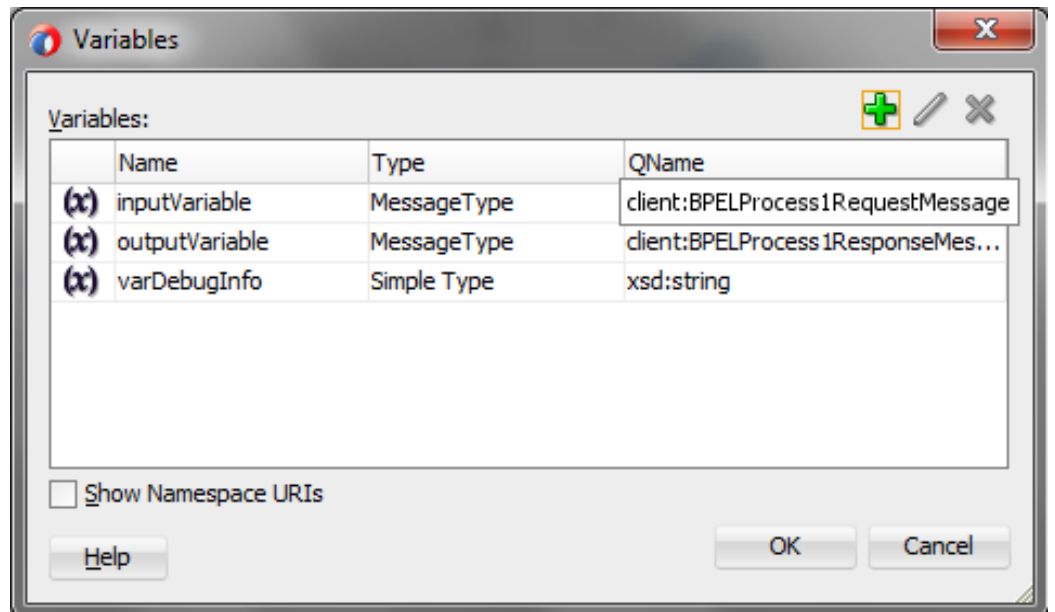 Variables
Variables:
Name Type QName
(x) inputVariable MessageType client:BPELProcess1RequestMessage
(x) outputVariable MessageType client:BPELProcess1ResponseMes...
(x) varDebugInfo Simple Type xsd:string
Show Namespace URIs
Help OK Cancel